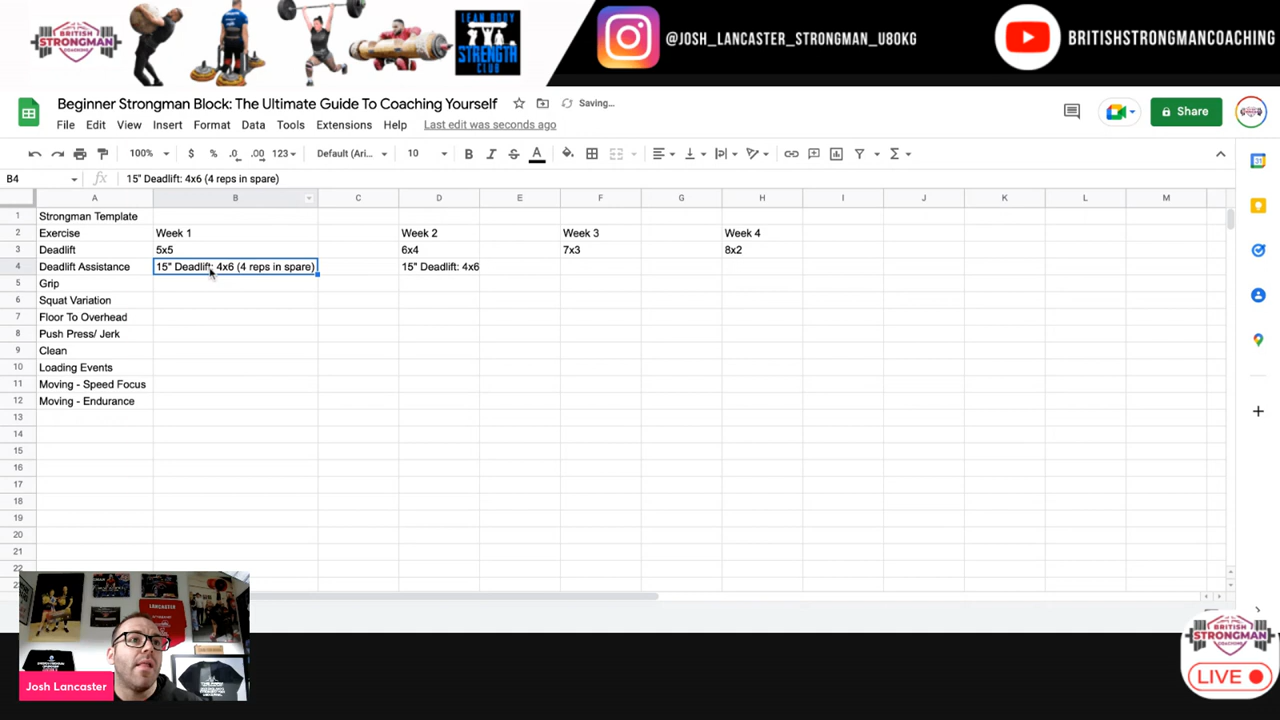 BRITISH
STRONGMAN
COACHING
LEAN BODY
STRENGTH
CLUB
@JOSH_LANCASTER_STRONGMAN_U80KG
BRITISHSTRONGMANCOACHING
Beginner Strongman Block: The Ultimate Guide To Coaching Yourself
Saving...
File Edit View Insert Format Data Tools Extensions Help Last edit was seconds ago
Share
100% $ % .0 .00 123 Default (Ari... 10 B I S A
B4 fx 15" Deadlift: 4x6 (4 reps in spare)
A B C D E F G H I J K L M
1 Strongman Template
2 Exercise Week 1 Week 2 Week 3 Week 4
3 Deadlift 5x5 6x4 7x3 8x2
4 Deadlift Assistance 15" Deadlift: 4x6 (4 reps in spare) 15" Deadlift: 4x6
5 Grip
6 Squat Variation
7 Floor To Overhead
8 Push Press/ Jerk
9 Clean
10 Loading Events
11 Moving - Speed Focus
12 Moving - Endurance
13
14
15
16
17
18
19
20
21
22
LANCASTER
Josh Lancaster
BRITISH
STRONGMAN
COACHING
LIVE